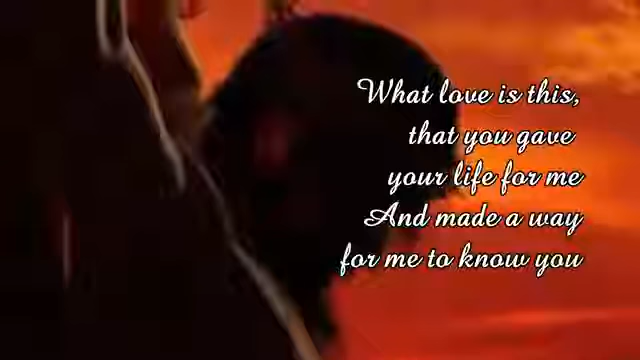 What love is this,
that you gave
your life for me
And made a way
for me to know you